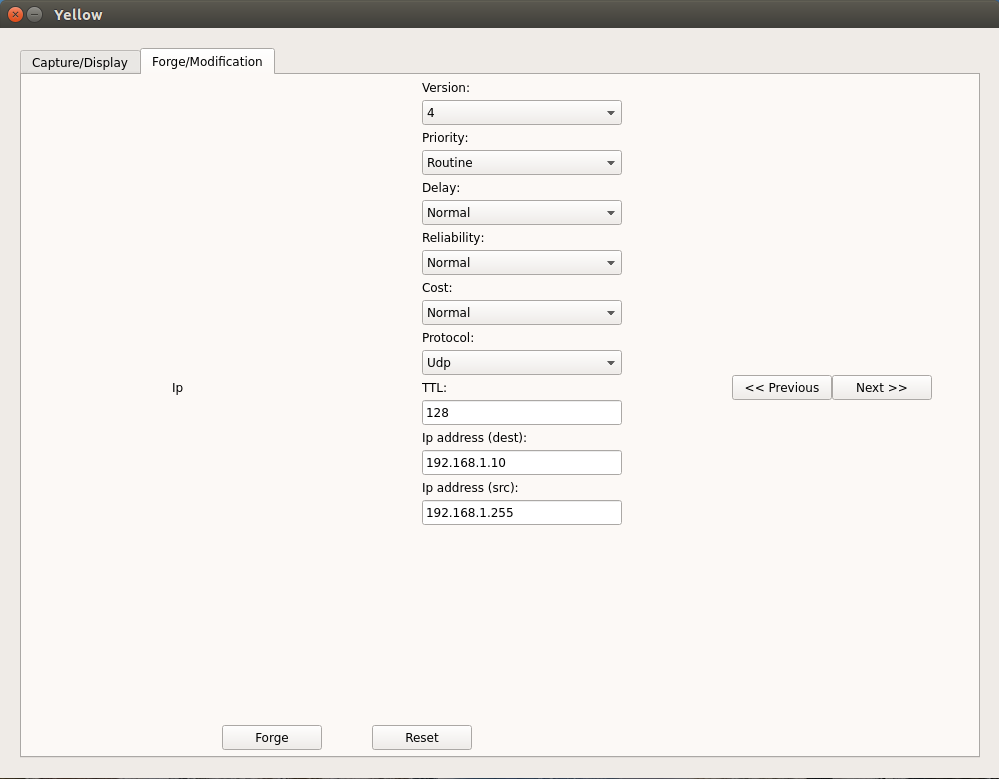 Yellow
Capture/Display
Forge/Modification
Version:
4
Priority:
Routine
Delay:
Normal
Reliability:
Normal
Cost:
Normal
Protocol:
Udp
Ip
TTL:
<< Previous
Next >>
128
Ip address (dest):
192.168.1.10
Ip address (src):
192.168.1.255
Forge
Reset